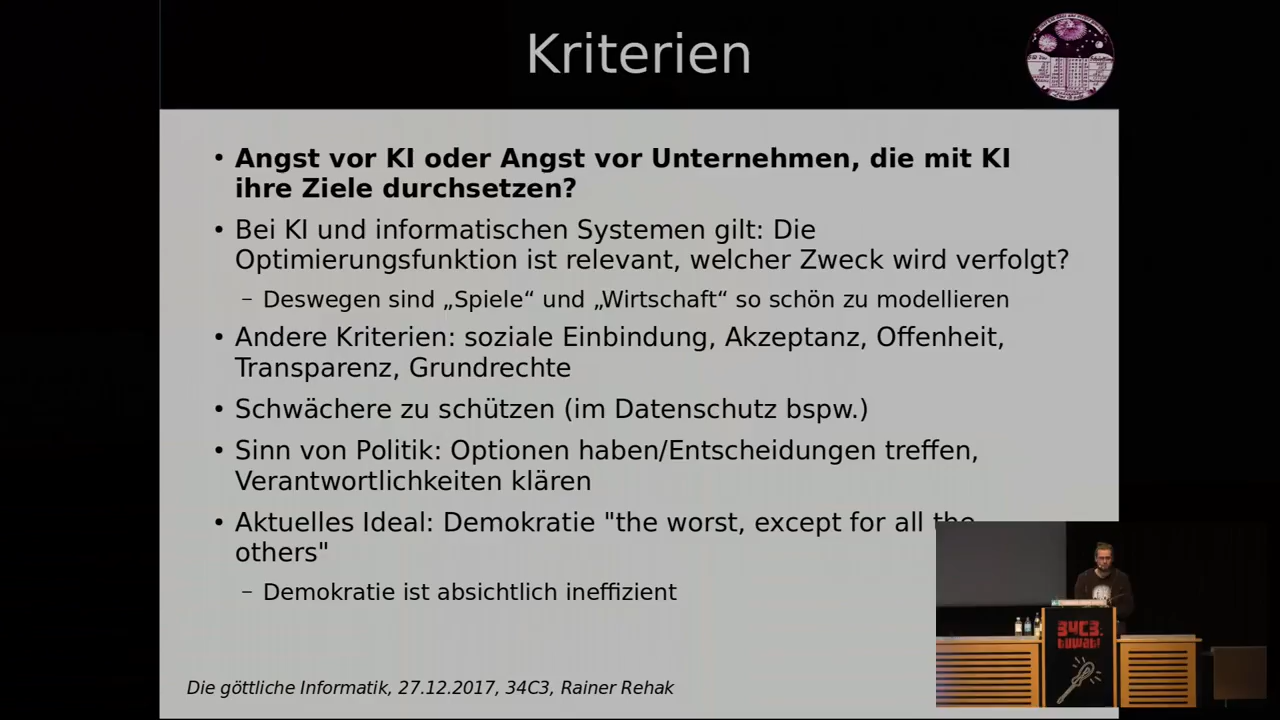 Kriterien
• Angst vor KI oder Angst vor Unternehmen, die mit KI
ihre Ziele durchsetzen?
• Bei KI und informatischen Systemen gilt: Die
Optimierungsfunktion ist relevant, welcher Zweck wird verfolgt?
– Deswegen sind „Spiele“ und „Wirtschaft“ so schön zu modellieren
• Andere Kriterien: soziale Einbindung, Akzeptanz, Offenheit,
Transparenz, Grundrechte
• Schwächere zu schützen (im Datenschutz bspw.)
• Sinn von Politik: Optionen haben/Entscheidungen treffen,
Verantwortlichkeiten klären
• Aktuelles Ideal: Demokratie "the worst, except for all the
others"
– Demokratie ist absichtlich ineffizient
Die göttliche Informatik, 27.12.2017, 34C3, Rainer Rehak
34C3.
tuwat!